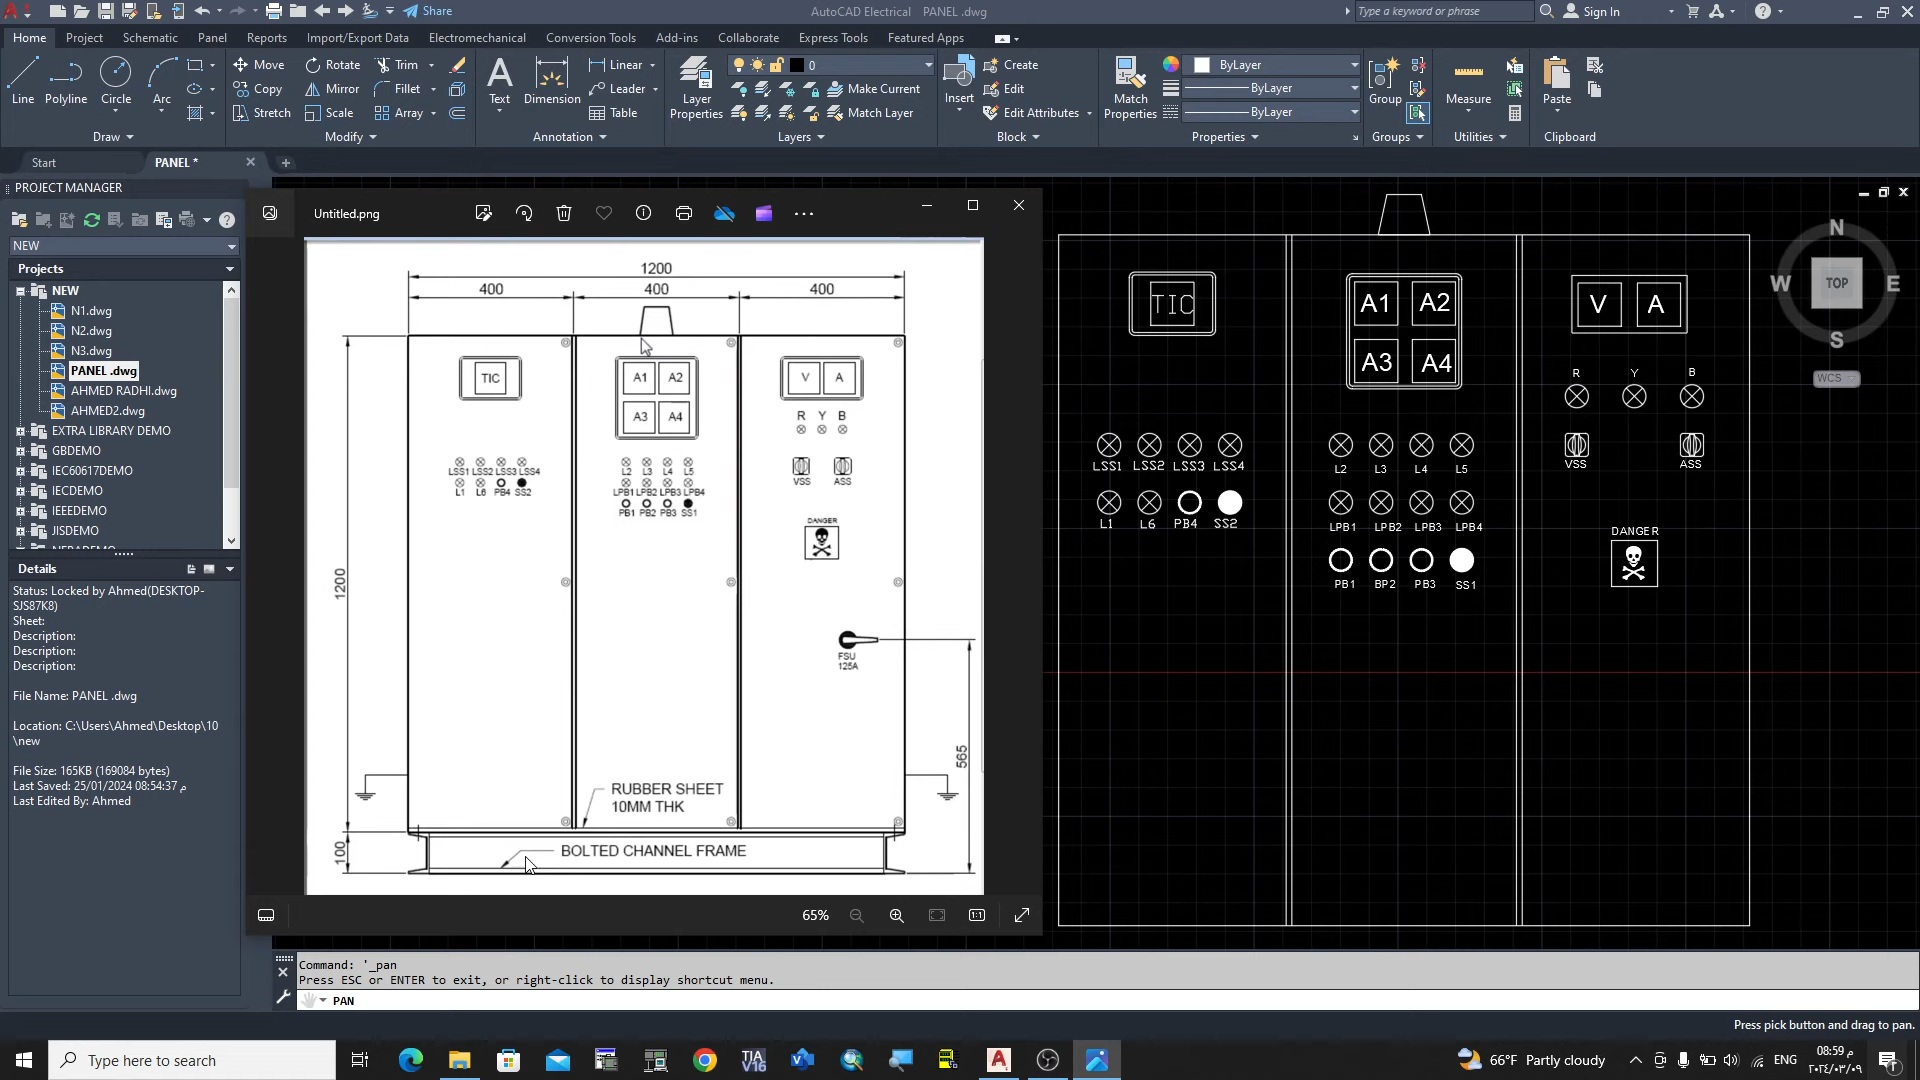 Share
AutoCAD Electrical PANEL .dwg
Type a keyword or phrase
Sign In
Home Project Schematic Panel Reports Import/Export Data Electromechanical Conversion Tools Add-ins Collaborate Express Tools Featured Apps
Line Polyline Circle Arc
Move Rotate Trim
Copy Mirror Fillet
Stretch Scale Array
Text Dimension
Linear
Leader
Table
Layer Properties
0
Make Current
Match Layer
Insert
Create
Edit
Edit Attributes
Match Properties
ByLayer
ByLayer
ByLayer
Group
Measure
Paste
Draw Modify Annotation Layers Block Properties Groups Utilities Clipboard
Start PANEL *
PROJECT MANAGER
NEW
Projects
NEW
N1.dwg
N2.dwg
N3.dwg
PANEL .dwg
AHMED RADHI.dwg
AHMED2.dwg
EXTRA LIBRARY DEMO
GBDEMO
IEC60617DEMO
IECDEMO
IEEEDEMO
JISDEMO
Details
Status: Locked by Ahmed(DESKTOP-
SJS87K8)
Sheet:
Description:
Description:
Description:
File Name: PANEL .dwg
Location: C:\Users\Ahmed\Desktop\10
\new
File Size: 165KB (169084 bytes)
Last Saved: 25/01/2024 08:54:37 م
Last Edited By: Ahmed
Untitled.png
1200
400 400 400
TIC
A1 A2
A3 A4
V A
R Y B
LSS1 LSS2 LSS3 LSS4
L1 L6 PB4 SS2
L2 L3 L4 L5
LPB1 LPB2 LPB3 LPB4
PB1 PB2 PB3 SS1
VSS ASS
DANGER
1200
FSU
125A
565
RUBBER SHEET
10MM THK
100
BOLTED CHANNEL FRAME
65%
TIC
A1 A2
A3 A4
V A
R Y B
LSS1 LSS2 LSS3 LSS4
L1 L6 PB4 SS2
L2 L3 L4 L5
LPB1 LPB2 LPB3 LPB4
PB1 BP2 PB3 SS1
VSS ASS
DANGER
N
W TOP E
S
WCS
Command: '_pan
Press ESC or ENTER to exit, or right-click to display shortcut menu.
PAN
Press pick button and drag to pan.
Type here to search
TIA
V16
66°F Partly cloudy
ENG
08:59 م
٢٠٢٤/٠٣/٠٩